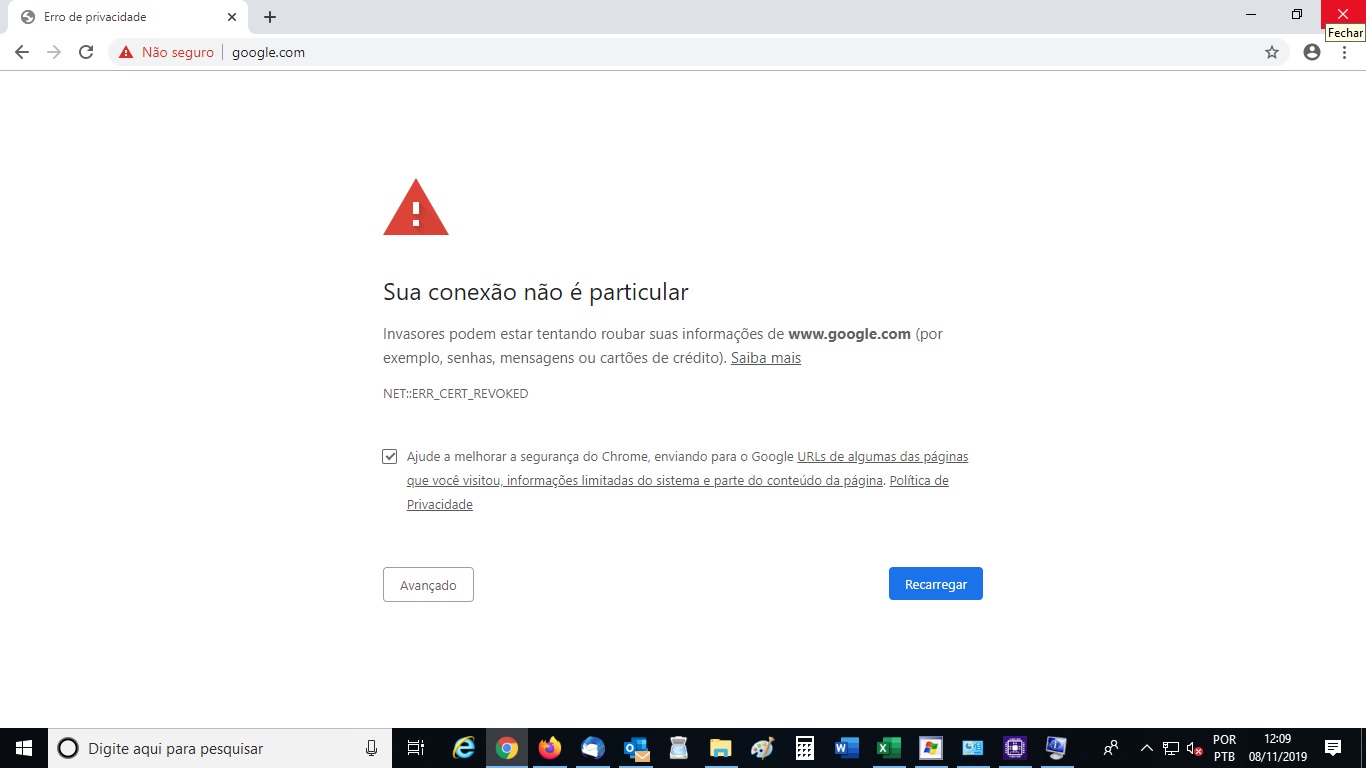 Erro de privacidade
Não seguro
google.com
Fechar
Sua conexão não é particular
Invasores podem estar tentando roubar suas informações de www.google.com (por
exemplo, senhas, mensagens ou cartões de crédito). Saiba mais
NET::ERR_CERT_REVOKED
Ajude a melhorar a segurança do Chrome, enviando para o Google URLs de algumas das páginas
que você visitou, informações limitadas do sistema e parte do conteúdo da página. Política de
Privacidade
Avançado
Recarregar
Digite aqui para pesquisar
POR
PTB
12:09
08/11/2019